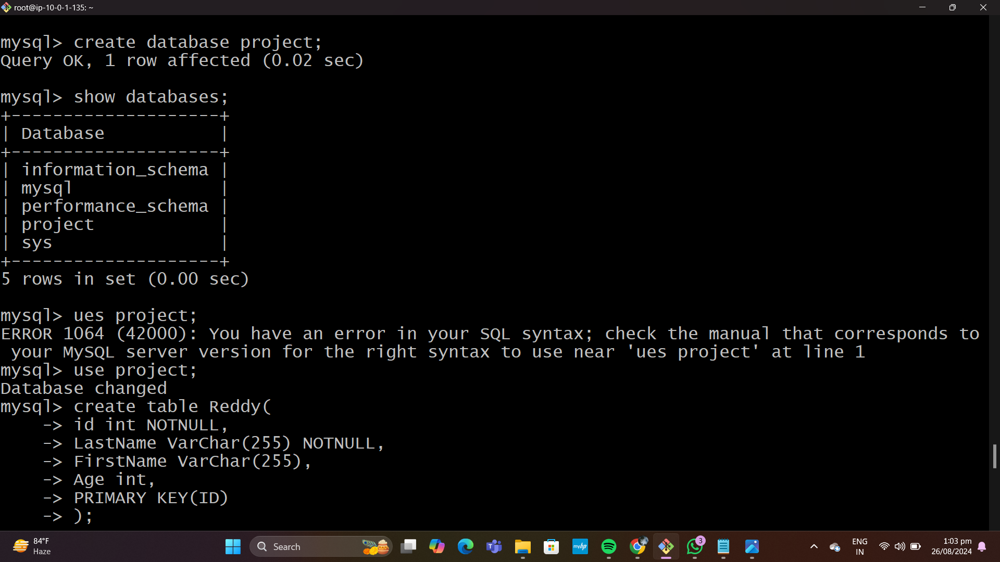 root@ip-10-0-1-135: ~
mysql> create database project;
Query OK, 1 row affected (0.02 sec)
mysql> show databases;
+--------------------+
| Database           |
+--------------------+
| information_schema |
| mysql              |
| performance_schema |
| project            |
| sys                |
+--------------------+
5 rows in set (0.00 sec)
mysql> ues project;
ERROR 1064 (42000): You have an error in your SQL syntax; check the manual that corresponds to
 your MySQL server version for the right syntax to use near 'ues project' at line 1
mysql> use project;
Database changed
mysql> create table Reddy(
    -> id int NOTNULL,
    -> LastName VarChar(255) NOTNULL,
    -> FirstName VarChar(255),
    -> Age int,
    -> PRIMARY KEY(ID)
    -> );
84°F
Haze
Search
myhp
3
ENG
IN
1:03 pm
26/08/2024